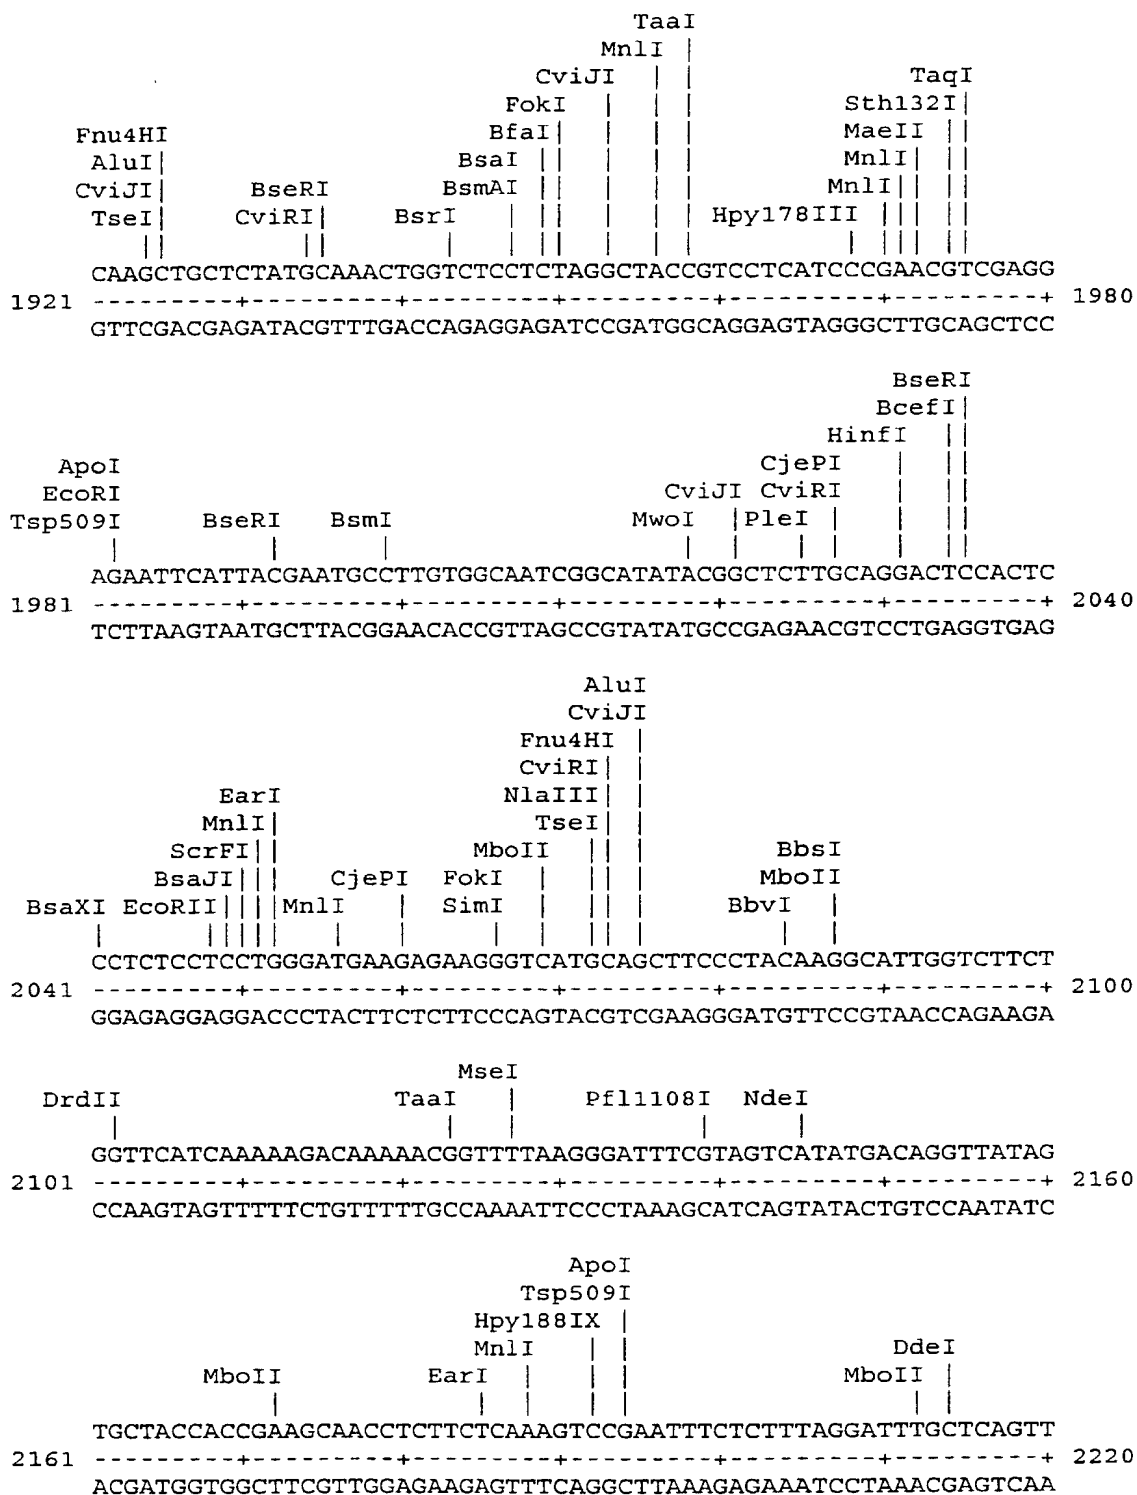 TaaI
MnlI
CviJI TaqI
FokI Sth132I
Fnu4HI BfaI MaeII
AluI BsaI MnlI
CviJI BseRI BsmAI MnlI
TseI CviRI BsrI Hpy178III
CAAGCTGCTCTATGCAAACTGGTCTCCTCTAGGCTACCGTCCTCATCCCGAACGTCGAGG
1921 ---------+---------+---------+---------+---------+---------+ 1980
GTTCGACGAGATACGTTTGACCAGAGGAGATCCGATGGCAGGAGTAGGGCTTGCAGCTCC
BseRI
BcefI
HinfI
ApoI CjePI
EcoRI CviJI CviRI
Tsp509I BseRI BsmI MwoI PleI
AGAATTCATTACGAATGCCTTGTGGCAATCGGCATATACGGCTCTTGCAGGACTCCACTC
1981 ---------+---------+---------+---------+---------+---------+ 2040
TCTTAAGTAATGCTTACGGAACACCGTTAGCCGTATATGCCGAGAACGTCCTGAGGTGAG
AluI
CviJI
Fnu4HI
CviRI
EarI NlaIII
MnlI TseI
ScrFI MboII BbsI
BsaJI CjePI FokI MboII
BsaXI EcoRII MnlI SimI BbvI
CCTCTCCTCCTGGGATGAAGAGAAGGGTCATGCAGCTTCCCTACAAGGCATTGGTCTTCT
2041 ---------+---------+---------+---------+---------+---------+ 2100
GGAGAGGAGGACCCTACTTCTCTTCCCAGTACGTCGAAGGGATGTTCCGTAACCAGAAGA
MseI
DrdII TaaI Pfl1108I NdeI
GGTTCATCAAAAAGACAAAAACGGTTTTAAGGGATTTCGTAGTCATATGACAGGTTATAG
2101 ---------+---------+---------+---------+---------+---------+ 2160
CCAAGTAGTTTTTCTGTTTTTGCCAAAATTCCCTAAAGCATCAGTATACTGTCCAATATC
ApoI
Tsp509I
Hpy188IX
MnlI DdeI
MboII EarI MboII
TGCTACCACCGAAGCAACCTCTTCTCAAAGTCCGAATTTCTCTTTAGGATTTGCTCAGTT
2161 ---------+---------+---------+---------+---------+---------+ 2220
ACGATGGTGGCTTCGTTGGAGAAGAGTTTCAGGCTTAAAGAGAAATCCTAAACGAGTCAA